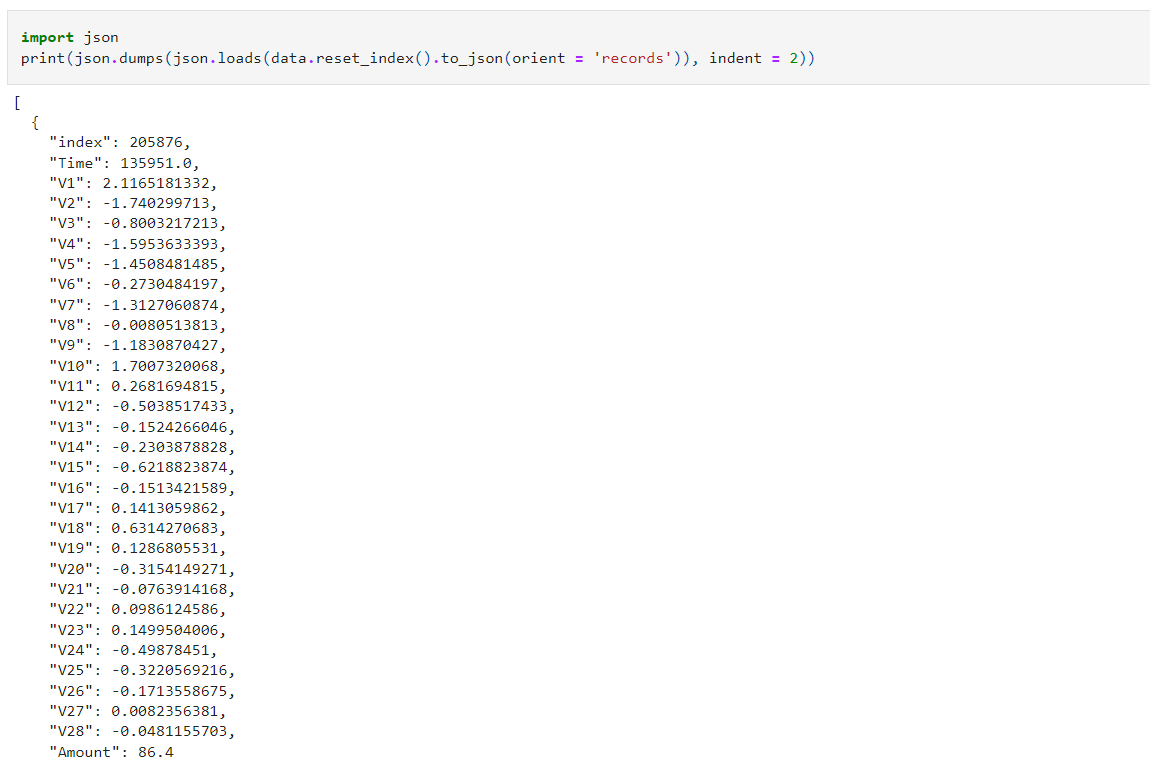 import json
print(json.dumps(json.loads(data.reset_index().to_json(orient = 'records')), indent = 2))
[
  {
    "index": 205876,
    "Time": 135951.0,
    "V1": 2.1165181332,
    "V2": -1.740299713,
    "V3": -0.8003217213,
    "V4": -1.5953633393,
    "V5": -1.4508481485,
    "V6": -0.2730484197,
    "V7": -1.3127060874,
    "V8": -0.0080513813,
    "V9": -1.1830870427,
    "V10": 1.7007320068,
    "V11": 0.2681694815,
    "V12": -0.5038517433,
    "V13": -0.1524266046,
    "V14": -0.2303878828,
    "V15": -0.6218823874,
    "V16": -0.1513421589,
    "V17": 0.1413059862,
    "V18": 0.6314270683,
    "V19": 0.1286805531,
    "V20": -0.3154149271,
    "V21": -0.0763914168,
    "V22": 0.0986124586,
    "V23": 0.1499504006,
    "V24": -0.49878451,
    "V25": -0.3220569216,
    "V26": -0.1713558675,
    "V27": 0.0082356381,
    "V28": -0.0481155703,
    "Amount": 86.4